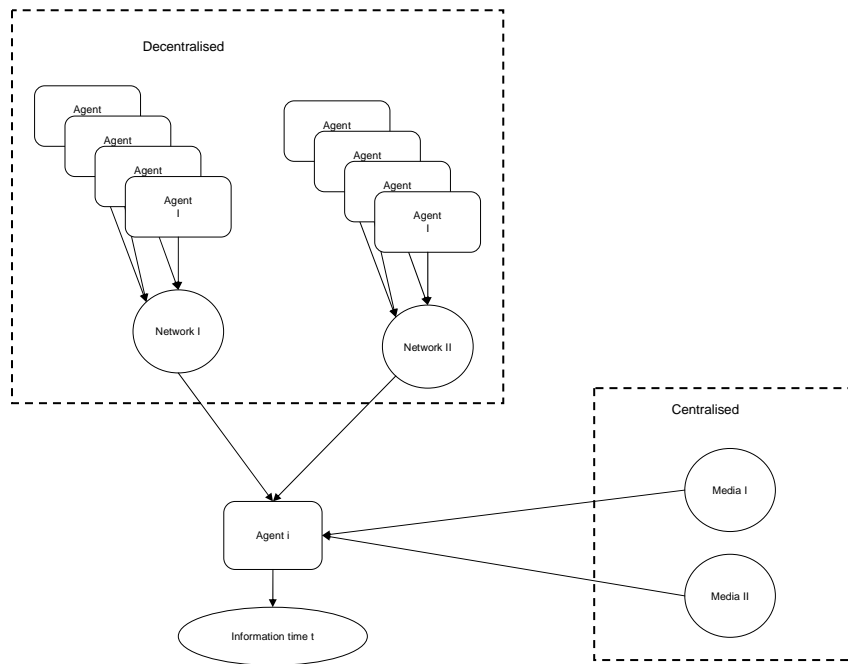 Decentralised
Agent
Agent
Agent
Agent
I
Agent
Agent
Agent
Agent
I
Network I
Network II
Centralised
Media I
Agent i
Media II
Information time t